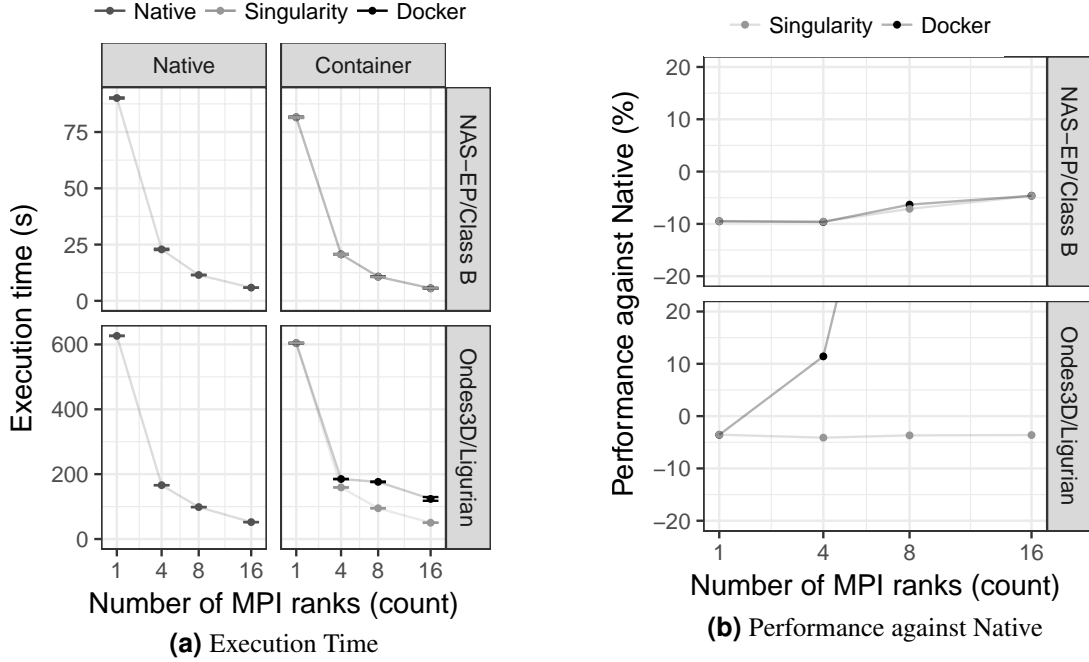 Native Singularity Docker
Native Container
Execution time (s)
75
50
25
0
NAS−EP/Class B
600
400
200
0
Ondes3D/Ligurian
1 4 8 16 1 4 8 16
Number of MPI ranks (count)
(a) Execution Time
Singularity Docker
Performance against Native (%)
20
10
0
−10
−20
NAS−EP/Class B
20
10
0
−10
−20
Ondes3D/Ligurian
1 4 8 16
Number of MPI ranks (count)
(b) Performance against Native